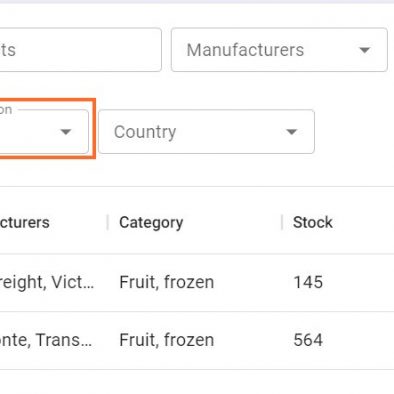 ts Manufacturers
on
Country
cturers Category Stock
reight, Vict... Fruit, frozen 145
onte, Trans... Fruit, frozen 564